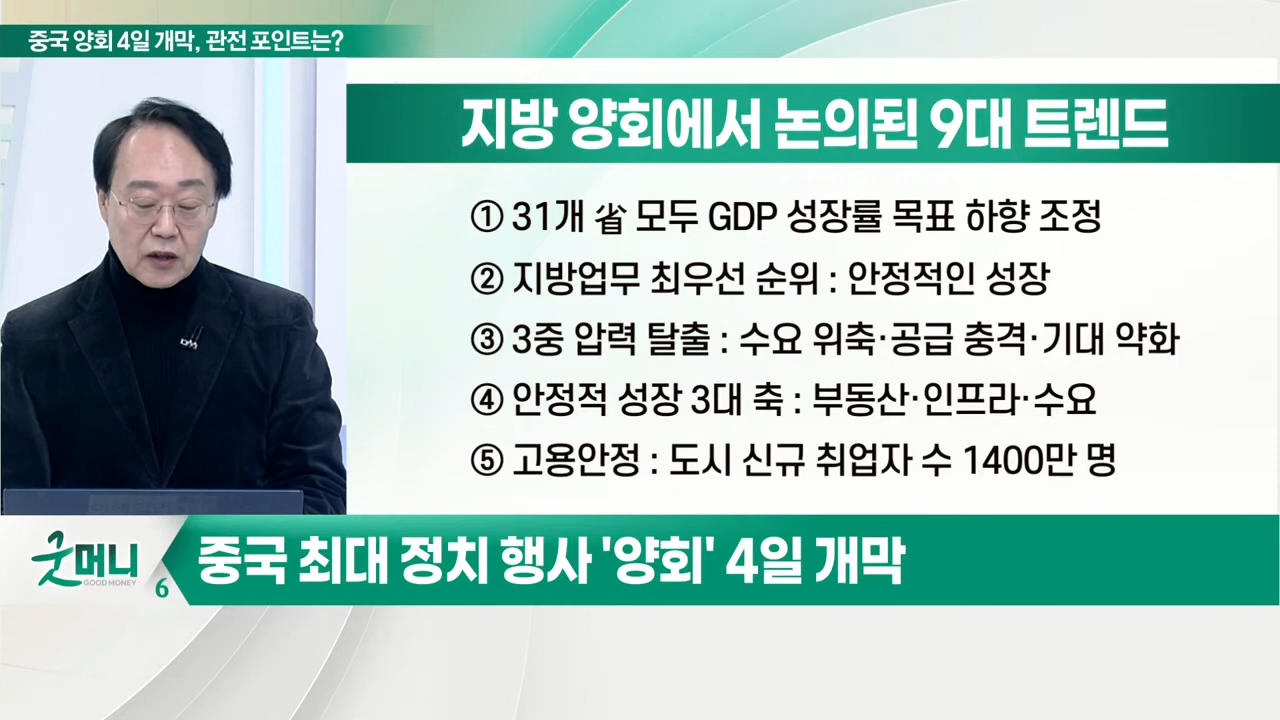 중국 양회 4일 개막, 관전 포인트는?
지방 양회에서 논의된 9대 트렌드
① 31개 省 모두 GDP 성장률 목표 하향 조정
② 지방업무 최우선 순위 : 안정적인 성장
③ 3중 압력 탈출 : 수요 위축·공급 충격·기대 약화
④ 안정적 성장 3대 축 : 부동산·인프라·수요
⑤ 고용안정 : 도시 신규 취업자 수 1400만 명
굿머니
GOOD MONEY
6
중국 최대 정치 행사 '양회' 4일 개막